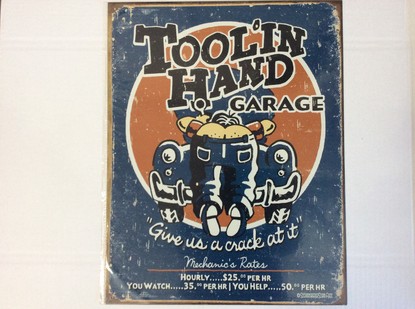 TOOL'IN
HAND
GARAGE
"Give us a crack at it"
Mechanic's Rates
HOURLY.....$25.00 PER HR
YOU WATCH.....35.00 PER HR | YOU HELP.....50.00 PER HR